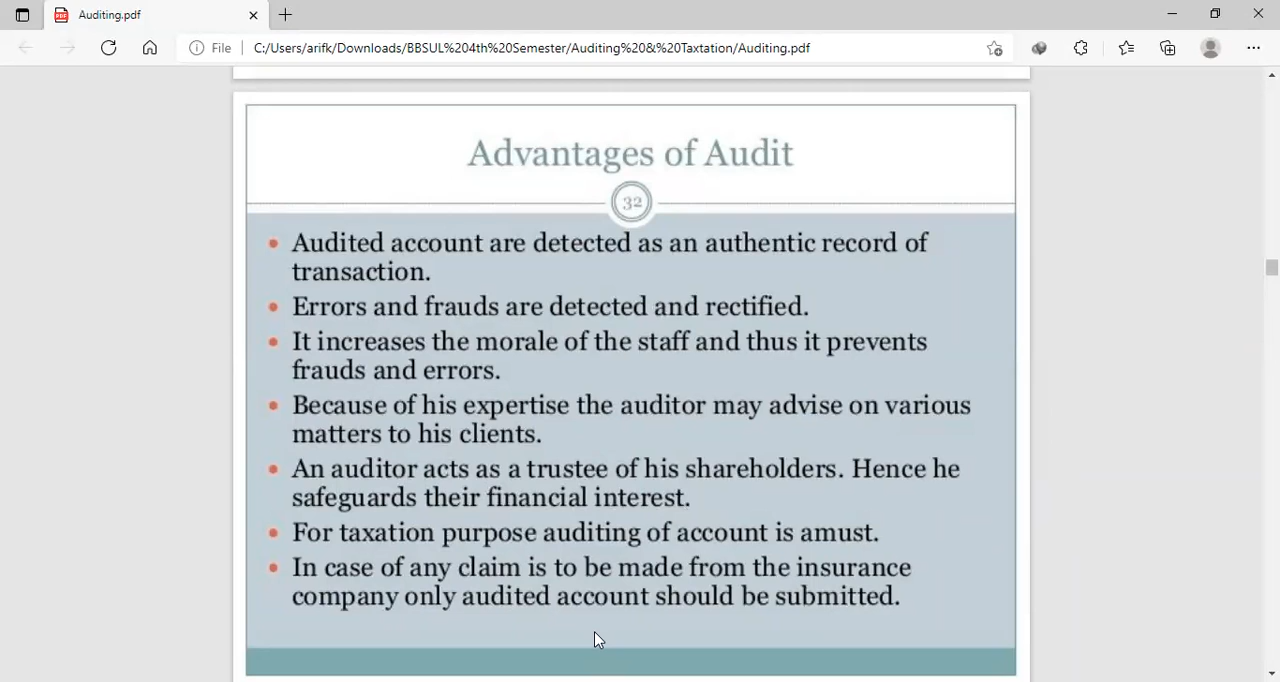 Auditing.pdf
File
C:/Users/arifk/Downloads/BBSUL%204th%20Semester/Auditing%20&%20Taxtation/Auditing.pdf
Advantages of Audit
32
• Audited account are detected as an authentic record of
transaction.
• Errors and frauds are detected and rectified.
• It increases the morale of the staff and thus it prevents
frauds and errors.
• Because of his expertise the auditor may advise on various
matters to his clients.
• An auditor acts as a trustee of his shareholders. Hence he
safeguards their financial interest.
• For taxation purpose auditing of account is amust.
• In case of any claim is to be made from the insurance
company only audited account should be submitted.